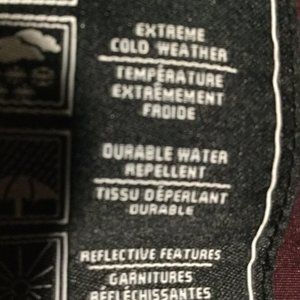 EXTREME
COLD WEATHER
TEMPÉRATURE
EXTRÊMEMENT
FROIDE
DURABLE WATER
REPELLENT
TISSU DÉPERLANT
DURABLE
REFLECTIVE FEATURES
GARNITURES
RÉFLÉCHISSANTES